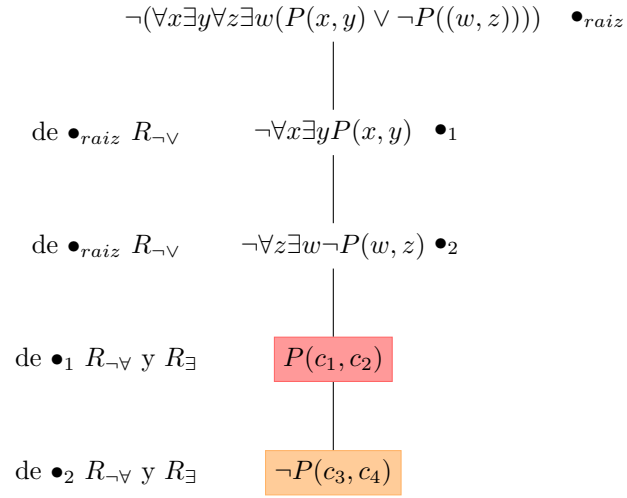 ¬(∀x∃y∀z∃w(P(x, y) ∨ ¬P((w, z)))) •raiz
de •raiz R¬∨ ¬∀x∃yP(x, y) •1
de •raiz R¬∨ ¬∀z∃w¬P(w, z) •2
de •1 R¬∀ y R∃ P(c1, c2)
de •2 R¬∀ y R∃ ¬P(c3, c4)